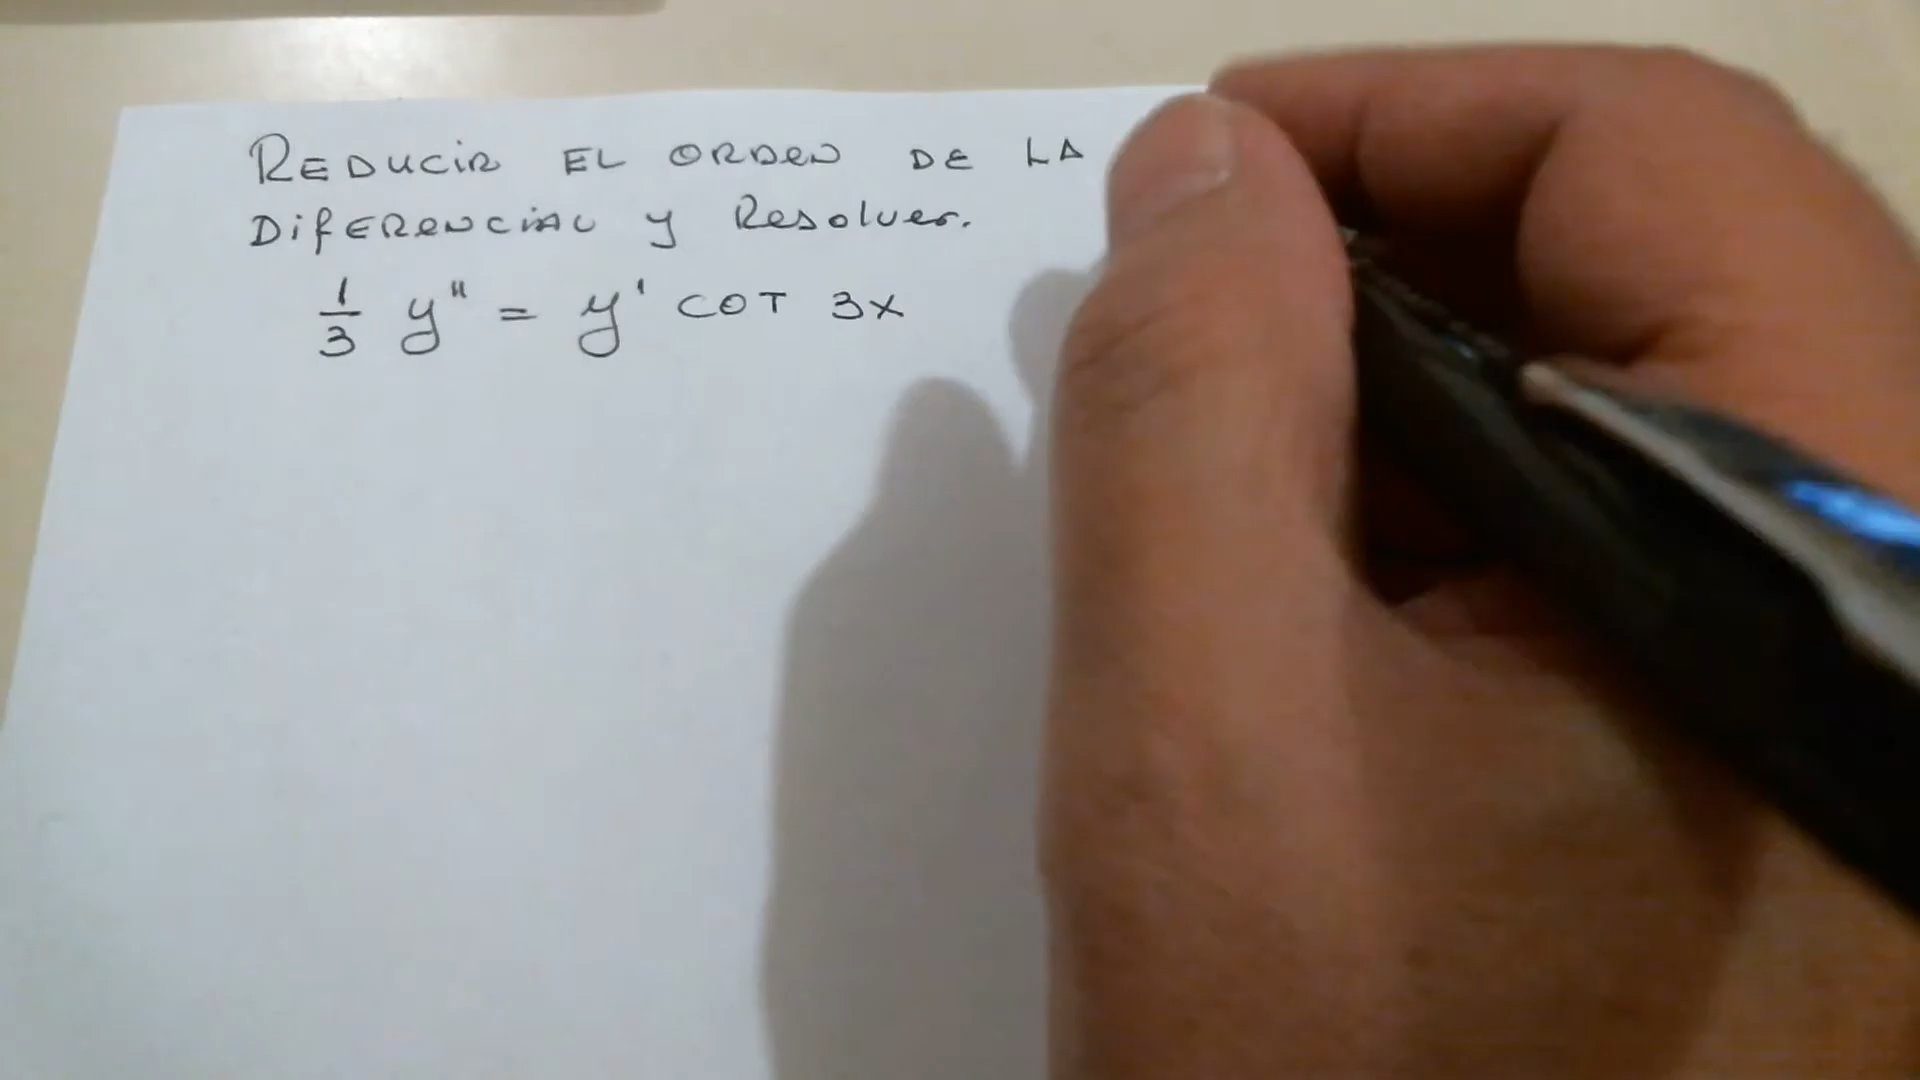 REDUCIR EL ORDEN DE LA
DIFERENCIAL y Resolver.
1/3 y'' = y' COT 3x